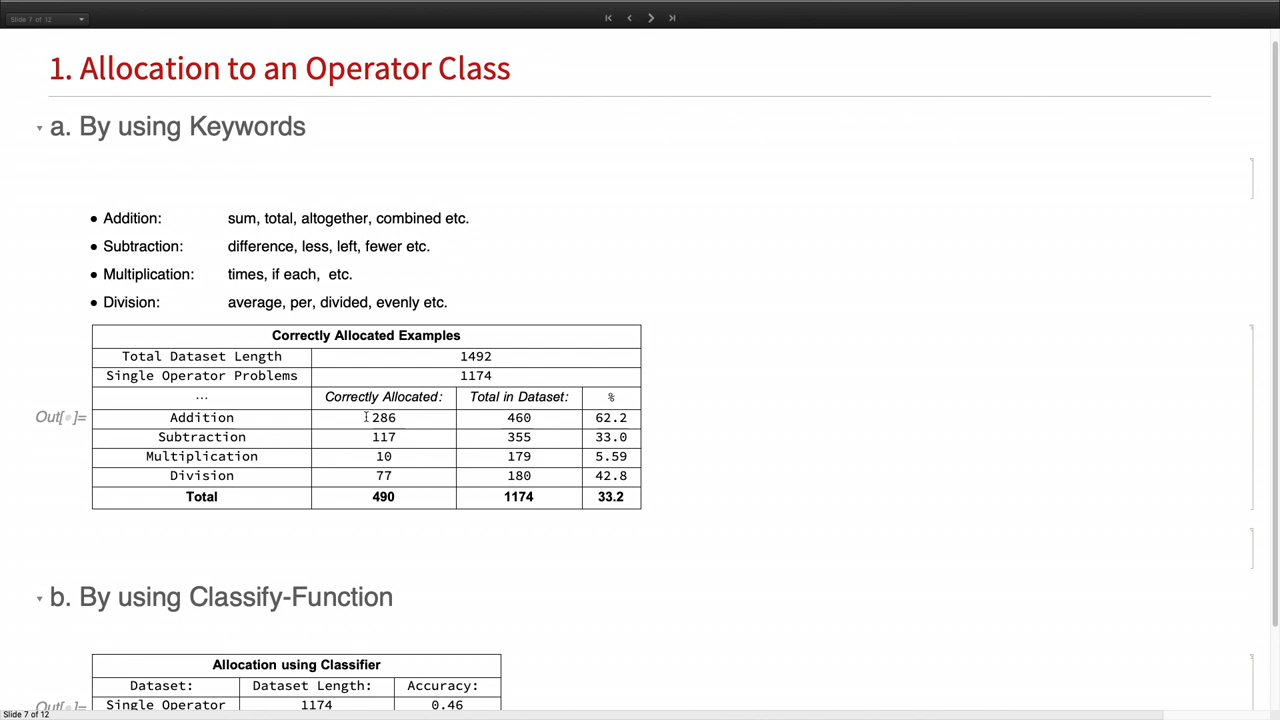 Slide 7 of 12
1. Allocation to an Operator Class
a. By using Keywords
• Addition: sum, total, altogether, combined etc.
• Subtraction: difference, less, left, fewer etc.
• Multiplication: times, if each, etc.
• Division: average, per, divided, evenly etc.
Correctly Allocated Examples
Total Dataset Length 1492
Single Operator Problems 1174
... Correctly Allocated: Total in Dataset: %
Out[•]= Addition 286 460 62.2
Subtraction 117 355 33.0
Multiplication 10 179 5.59
Division 77 180 42.8
Total 490 1174 33.2
b. By using Classify-Function
Allocation using Classifier
Dataset: Dataset Length: Accuracy:
Out[•]= Single Operator 1174 0.46
Slide 7 of 12